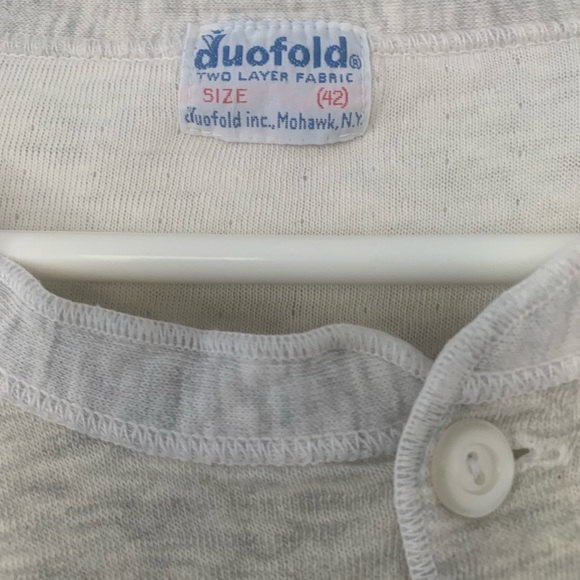 duofold®
TWO LAYER FABRIC
SIZE (42)
duofold inc., Mohawk, N.Y.